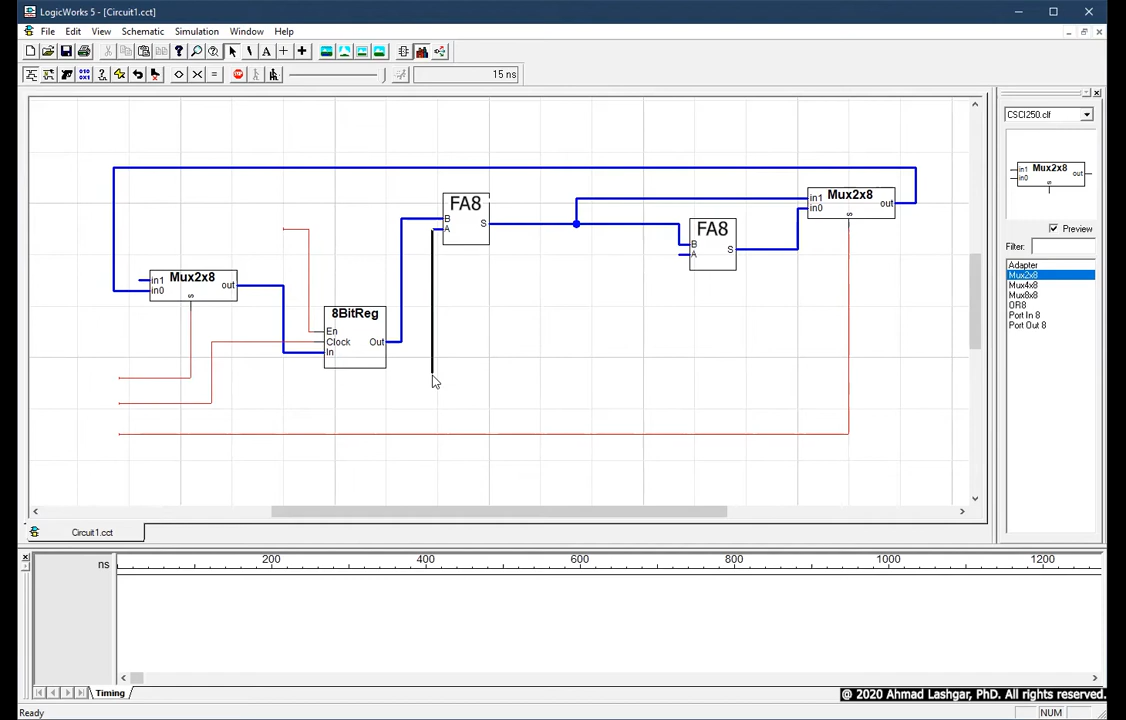 LogicWorks 5 - [Circuit1.cct]
File Edit View Schematic Simulation Window Help
15 ns
CSCI250.clf
in1
in0
Mux2x8
out
s
Preview
Filter:
Adapter
Mux2x8
Mux4x8
Mux8x8
OR8
Port In 8
Port Out 8
FA8
B
A
S
Mux2x8
in1
in0
out
s
FA8
B
A
S
Mux2x8
in1
in0
out
s
8BitReg
En
Clock
In
Out
Circuit1.cct
ns
200 400 600 800 1000 1200
Timing
@ 2020 Ahmad Lashgar, PhD. All rights reserved.
Ready
NUM